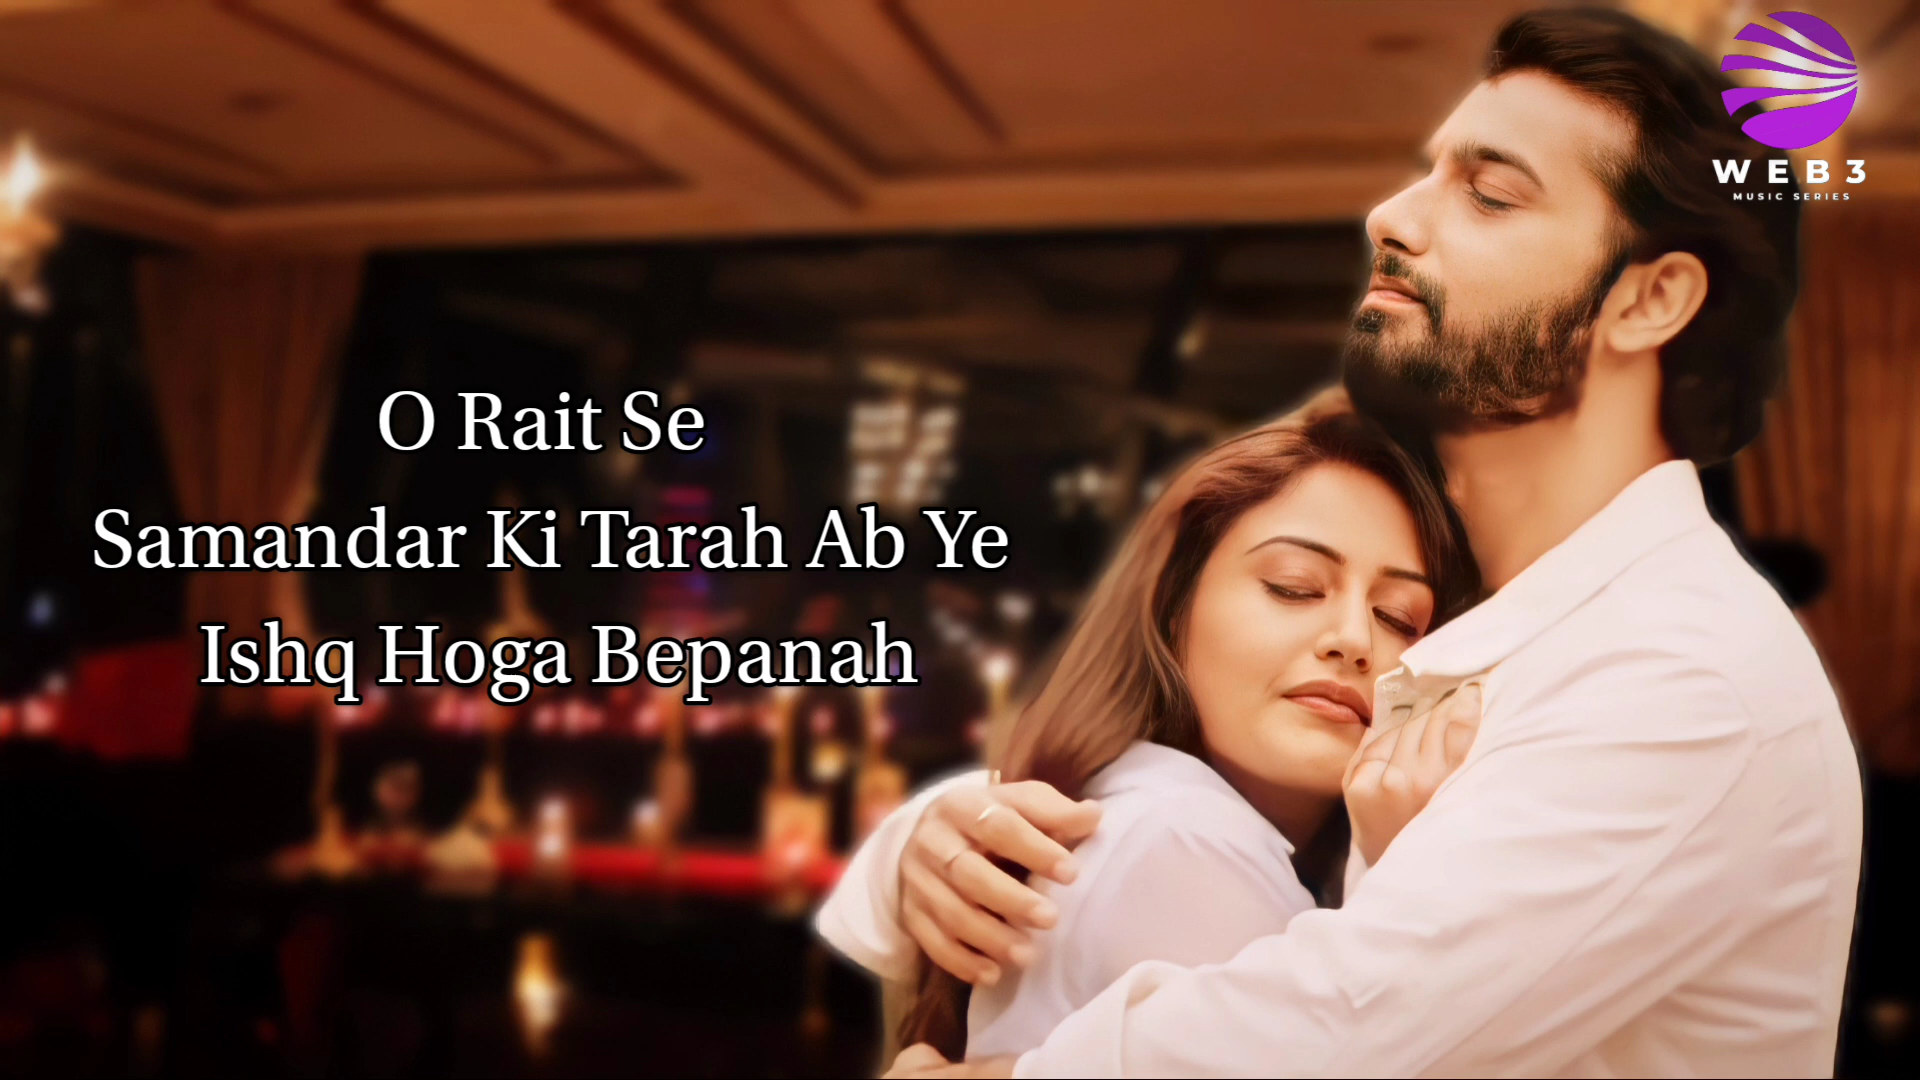 WEB3
MUSIC SERIES
O Rait Se
Samandar Ki Tarah Ab Ye
Ishq Hoga Bepanah